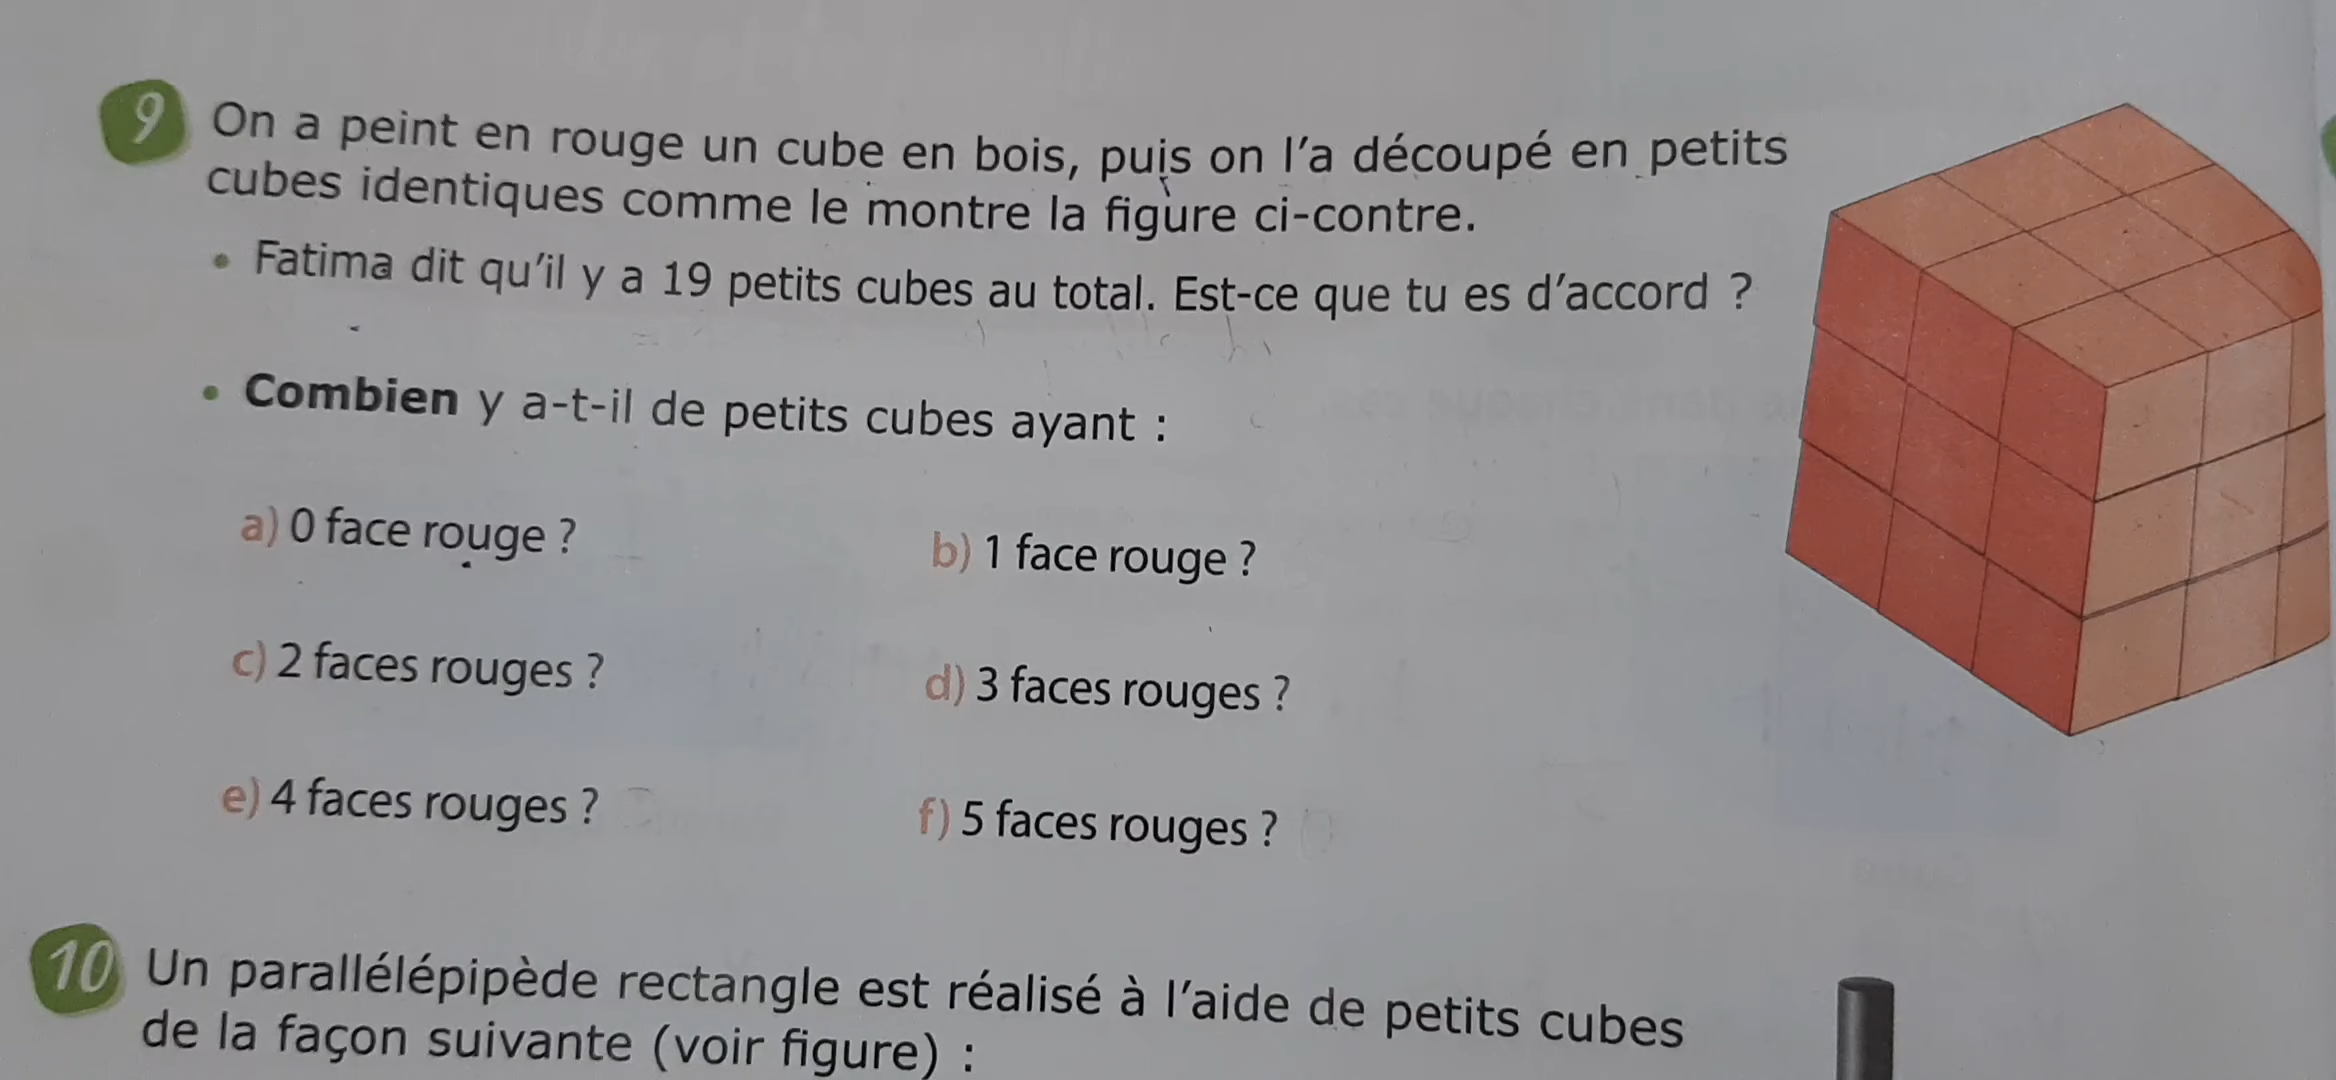 9 On a peint en rouge un cube en bois, puis on l'a découpé en petits
cubes identiques comme le montre la figure ci-contre.
• Fatima dit qu'il y a 19 petits cubes au total. Est-ce que tu es d'accord ?
• Combien y a-t-il de petits cubes ayant :
a) 0 face rouge ?
b) 1 face rouge ?
c) 2 faces rouges ?
d) 3 faces rouges ?
e) 4 faces rouges ?
f) 5 faces rouges ?
10 Un parallélépipède rectangle est réalisé à l'aide de petits cubes
de la façon suivante (voir figure) :